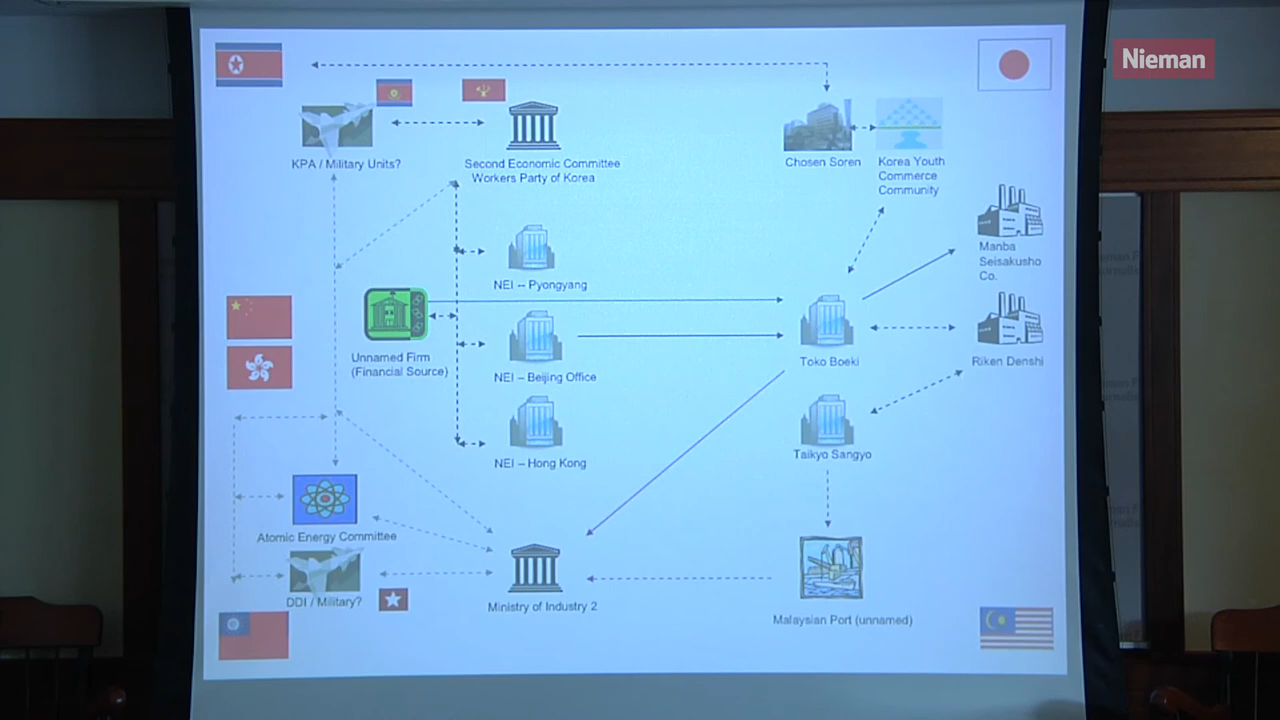 Nieman
KPA / Military Units?
Second Economic Committee
Workers Party of Korea
Chosen Soren
Korea Youth
Commerce
Community
Manba
Seisakusho
Co.
NEI -- Pyongyang
Unnamed Firm
(Financial Source)
NEI – Beijing Office
Toko Boeki
Riken Denshi
NEI – Hong Kong
Taikyo Sangyo
Atomic Energy Committee
DDI / Military?
Ministry of Industry 2
Malaysian Port (unnamed)